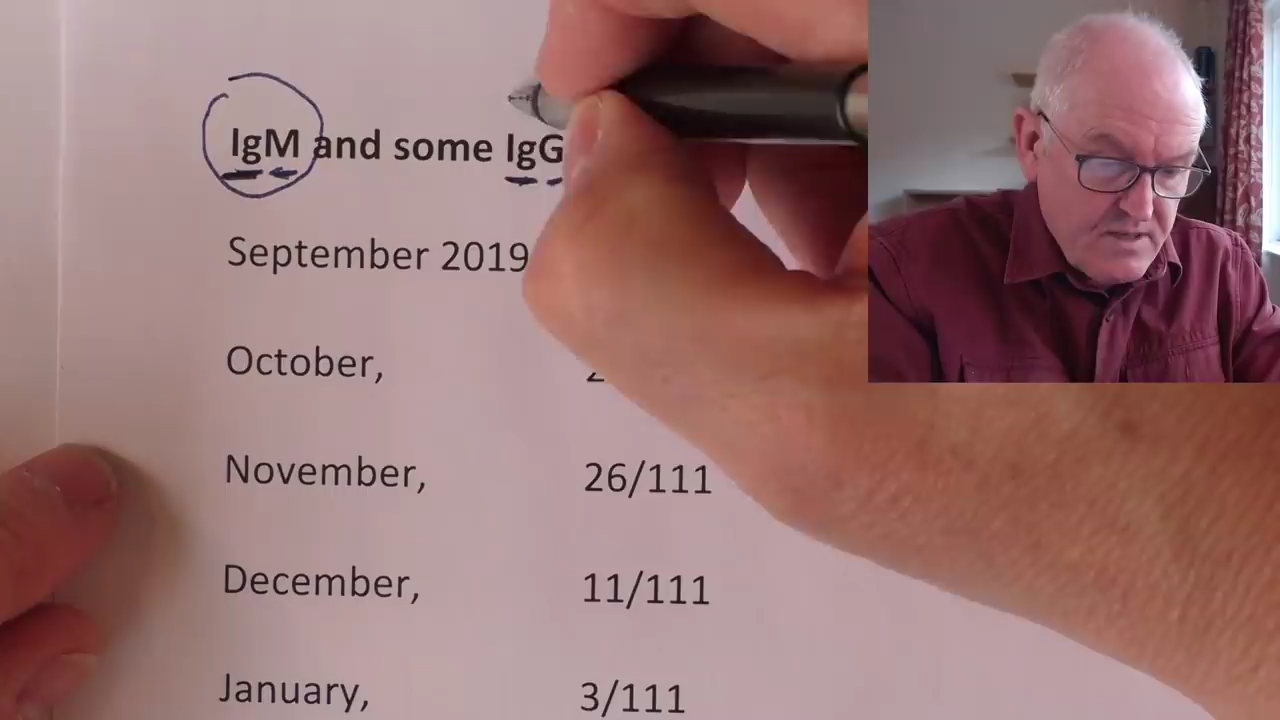 IgM and some IgG
September 2019
October,
November, 26/111
December, 11/111
January, 3/111